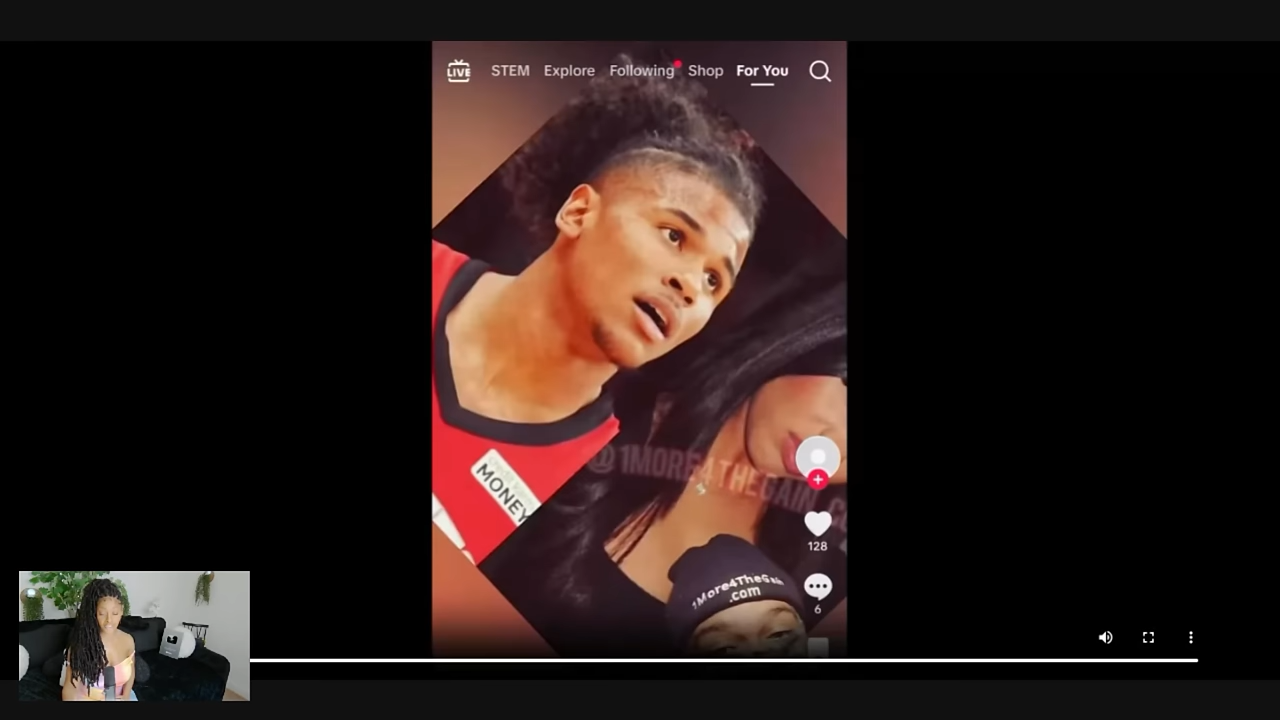 LIVE STEM Explore Following Shop For You
MONEY
@1MORE4THEGAIN
128
1More4TheGain
.com
6